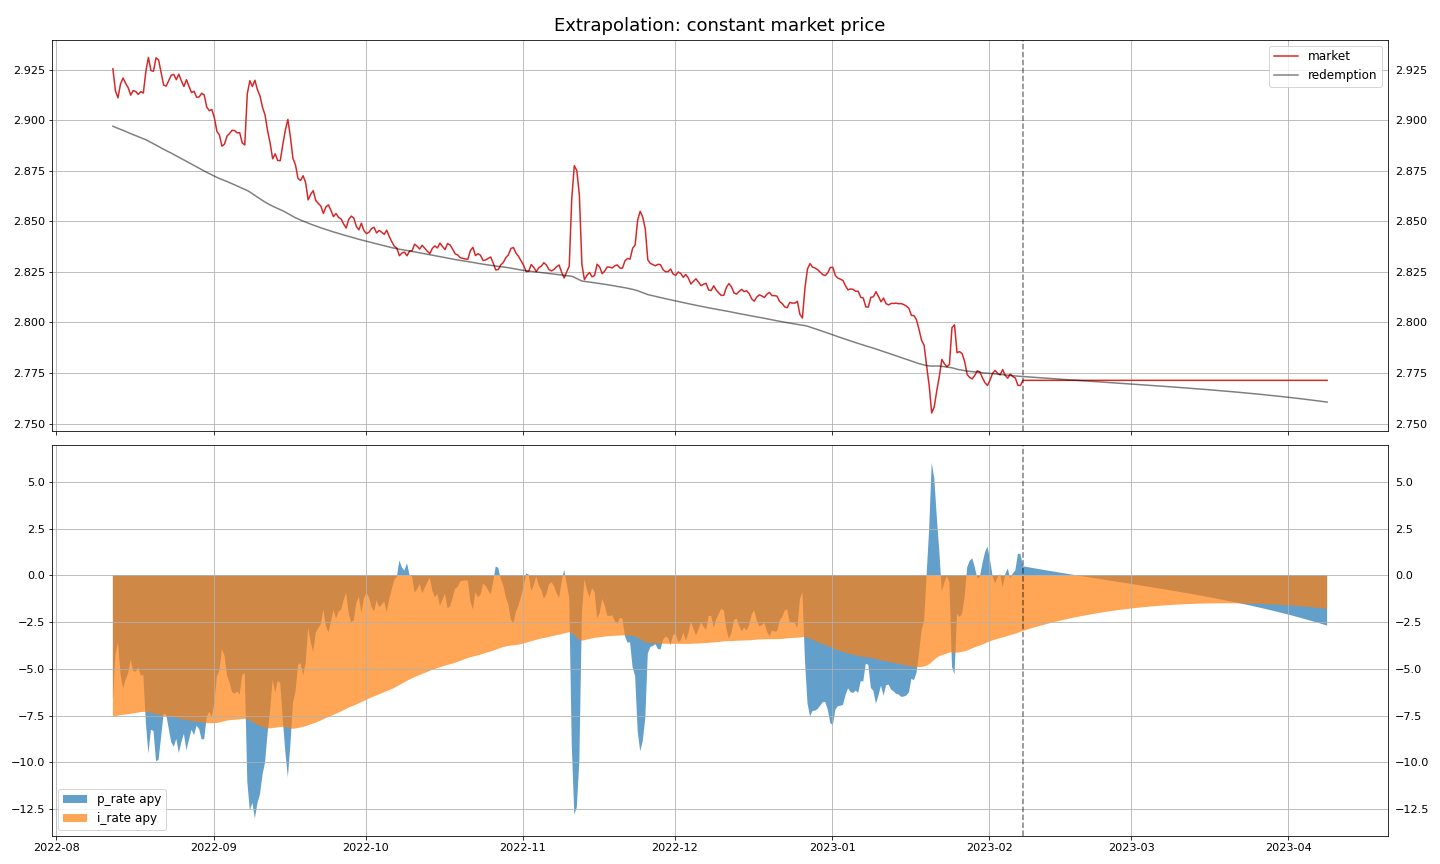 Extrapolation: constant market price
market
redemption
2.925 2.925
2.900 2.900
2.875 2.875
2.850 2.850
2.825 2.825
2.800 2.800
2.775 2.775
2.750 2.750
5.0 5.0
2.5 2.5
0.0 0.0
−2.5 −2.5
−5.0 −5.0
−7.5 −7.5
−10.0 −10.0
−12.5 −12.5
p_rate apy
i_rate apy
2022-08 2022-09 2022-10 2022-11 2022-12 2023-01 2023-02 2023-03 2023-04